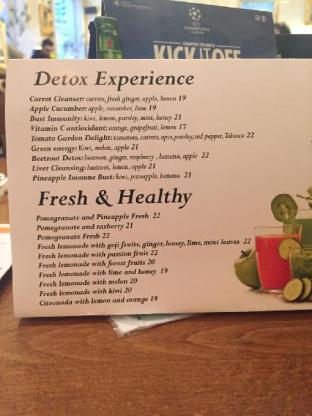 CHAMPIONS
LEAGUE
KICK OFF
Detox Experience
Carrot Cleanser: carrots, fresh ginger, apple, lemon 19
Apple Cucumber: apple, cucumber, lime 19
Bust Immunity: kiwi, lemon, parsley, mint, honey 21
Vitamin C antioxidant: orange, grapefruit, lemon 17
Tomato Garden Delight: tomatoes, carrots, apio, parsley, red pepper, Tabasco 22
Green energy: Kiwi, melon, apple 21
Beetroot Detox: beetroot, ginger, raspberry , banana, apple 22
Liver Cleansing: beetroot, lemon, apple 21
Pineapple Immune Bust: kiwi, pineapple, banana 21
Fresh & Healthy
Pomegranate and Pineapple Fresh 22
Pomegranate and rasberry 21
Pomegranate Fresh 22
Fresh lemonade with goji fruits, ginger, honey, lime, mint leaves 22
Fresh lemonade with passion fruit 22
Fresh lemonade with forest fruits 20
Fresh lemonade with lime and honey 19
Fresh lemonade with melon 20
Fresh lemonade with kiwi 20
Citronada with lemon and orange 19